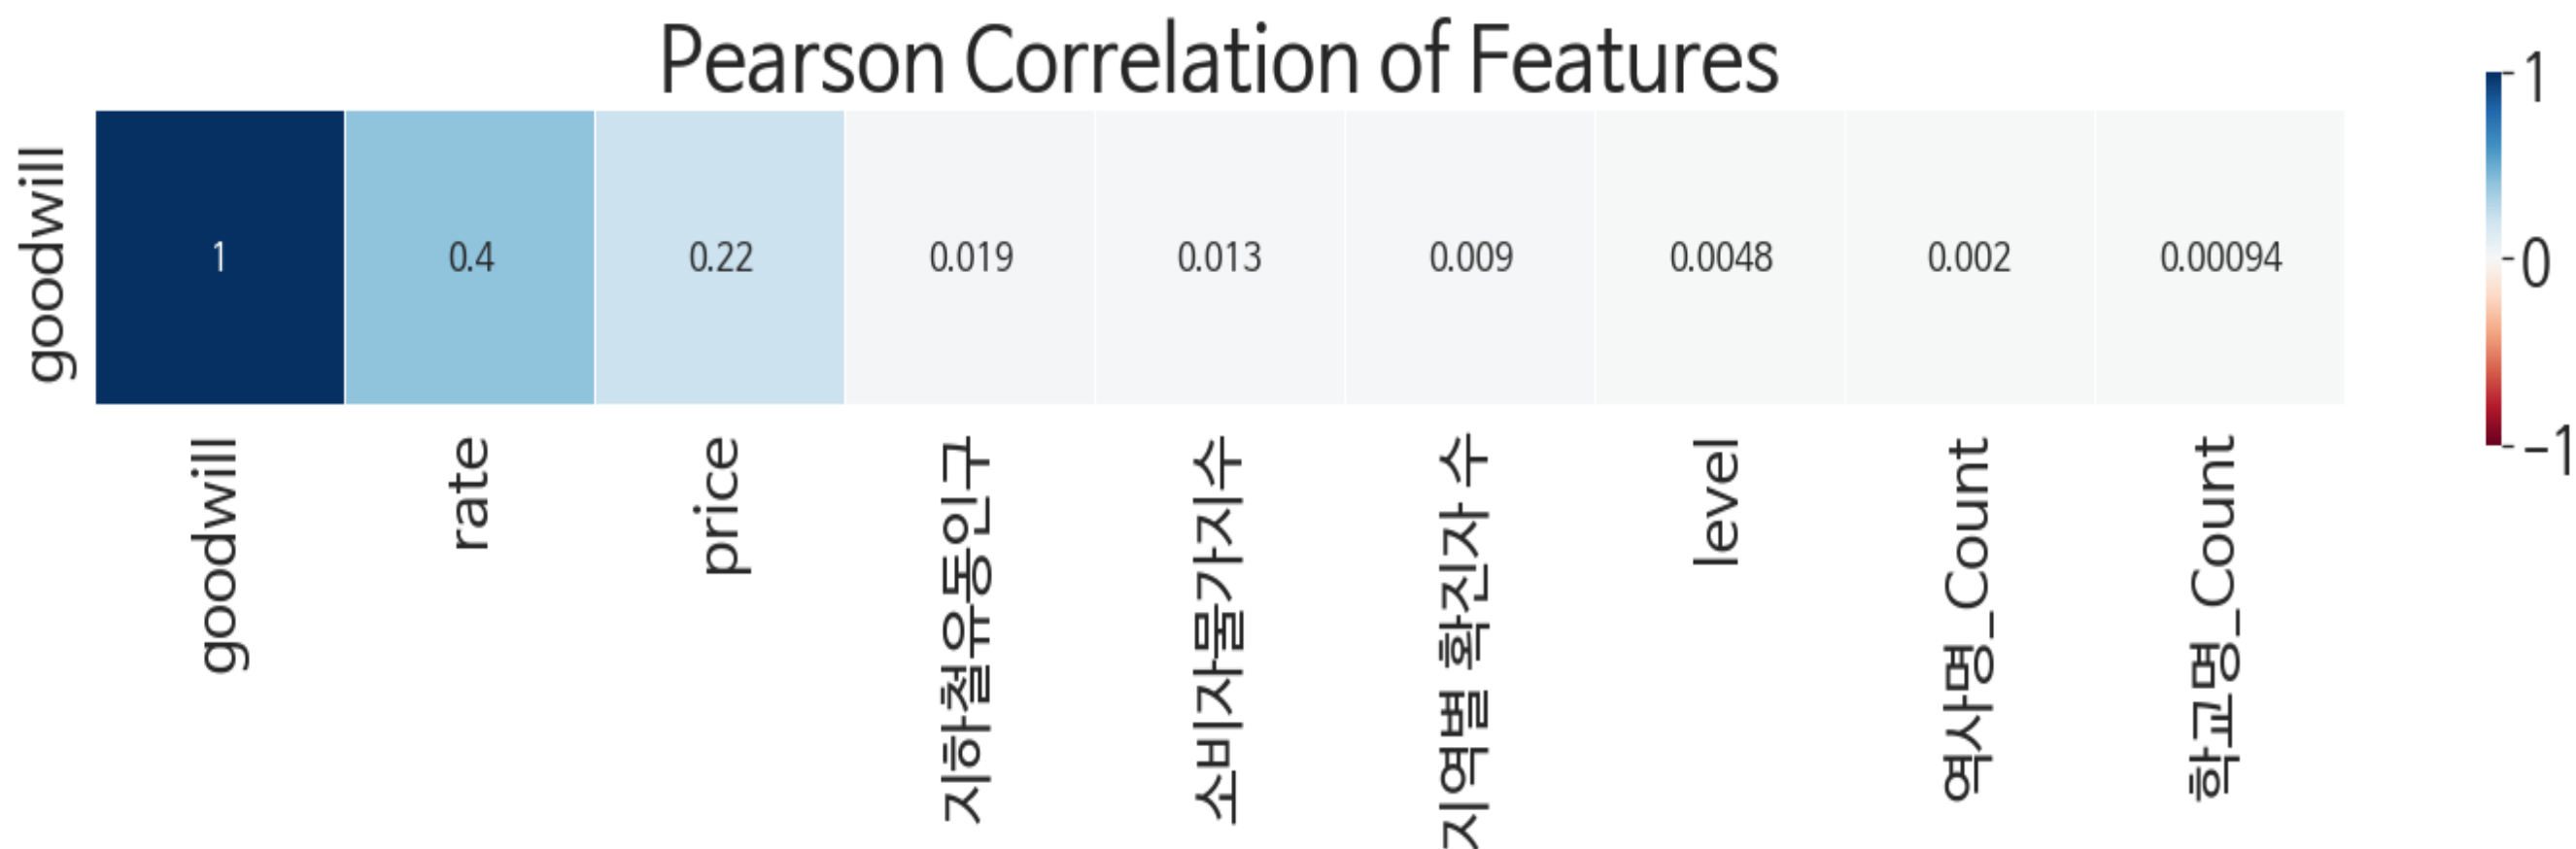 Pearson Correlation of Features
goodwill
1 0.4 0.22 0.019 0.013 0.009 0.0048 0.002 0.00094
goodwill
rate
price
지하철유동인구
소비자물가지수
지역별 확진자 수
level
역사명_Count
학교명_Count
1
0
-1